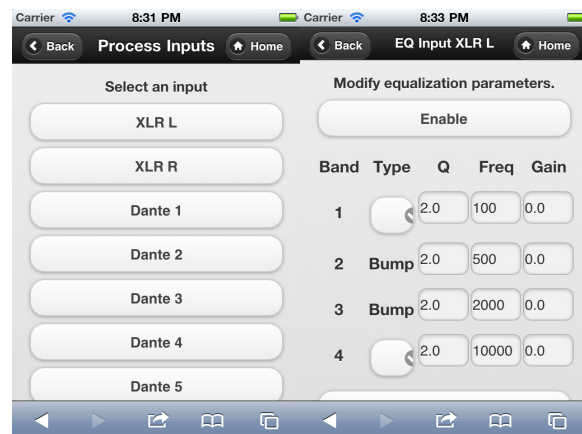 Carrier 8:31 PM
Back Process Inputs Home
Select an input
XLR L
XLR R
Dante 1
Dante 2
Dante 3
Dante 4
Dante 5
Carrier 8:33 PM
Back EQ Input XLR L Home
Modify equalization parameters.
Enable
Band Type Q Freq Gain
1 2.0 100 0.0
2 Bump 2.0 500 0.0
3 Bump 2.0 2000 0.0
4 2.0 10000 0.0